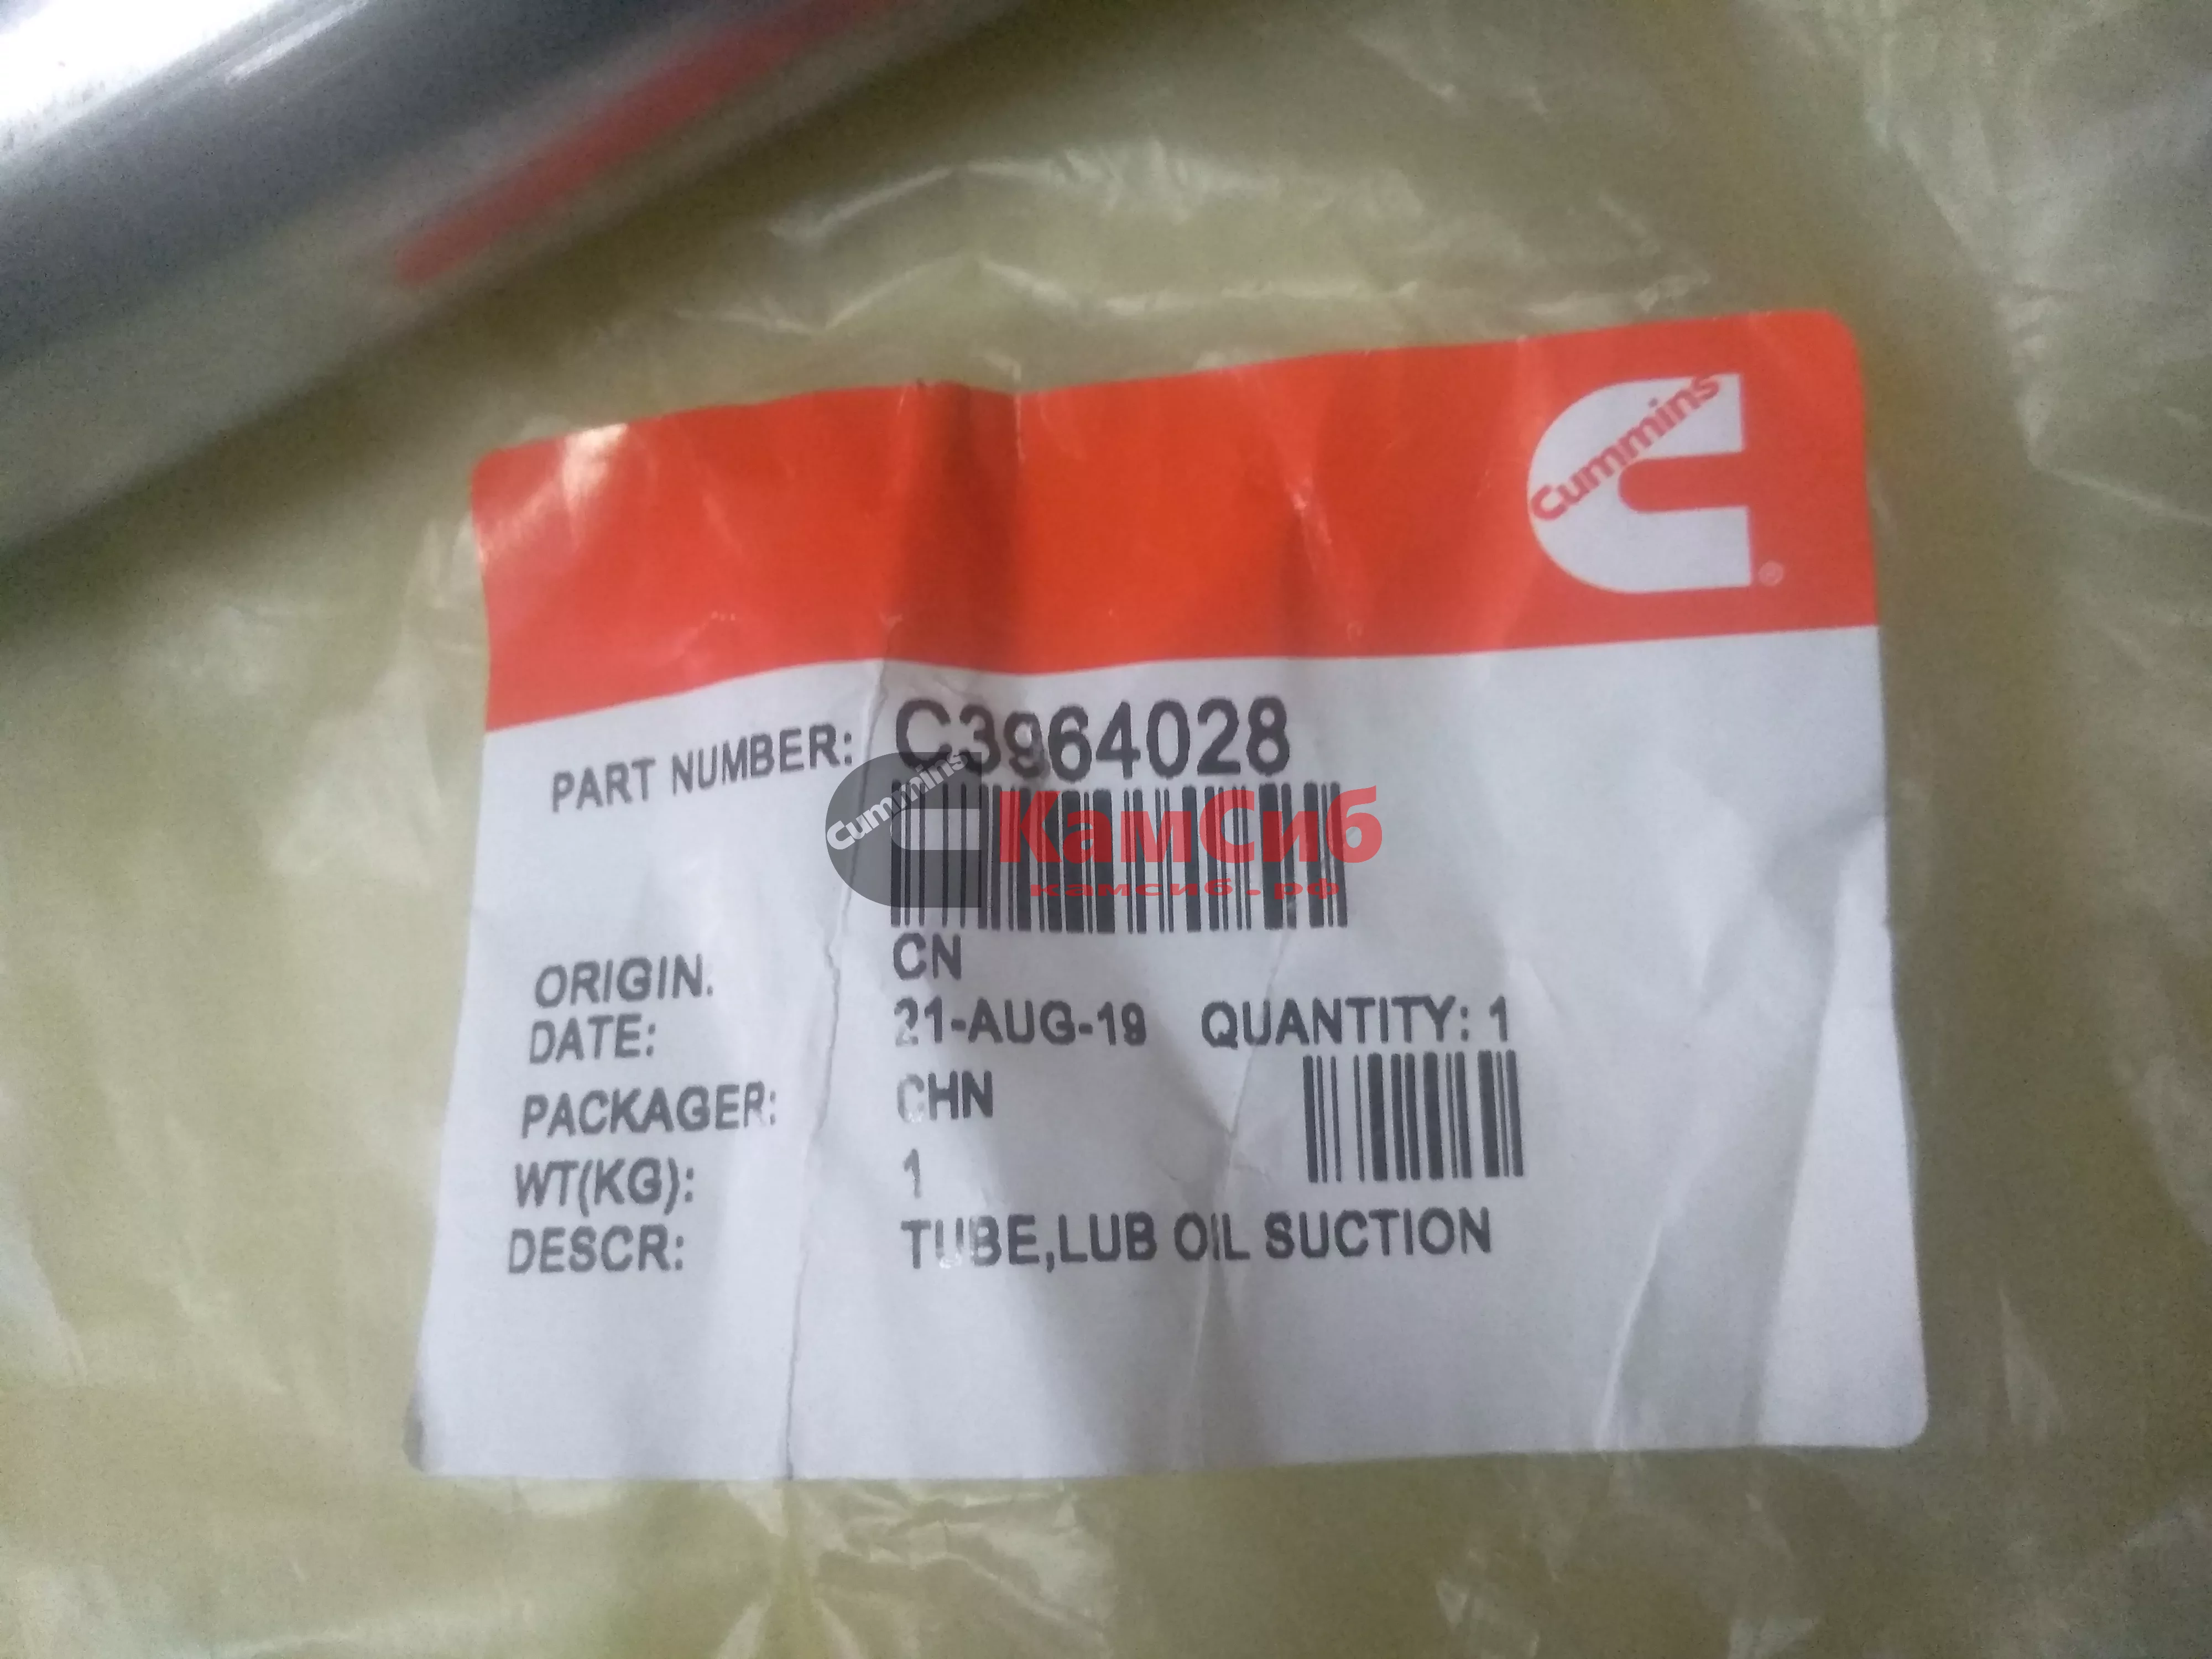 Cummins
®
PART NUMBER: C3964028
Cummins
КамСиб
камсиб.рф
ORIGIN. CN
DATE: 21-AUG-19 QUANTITY: 1
PACKAGER: CHN
WT(KG): 1
DESCR: TUBE,LUB OIL SUCTION